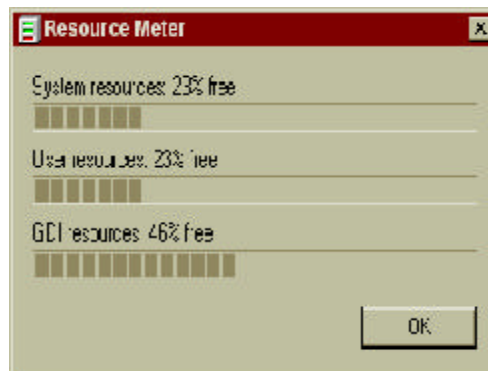 Resource Meter
System resources: 23% free
User resources: 23% free
GDI resources: 46% free
OK